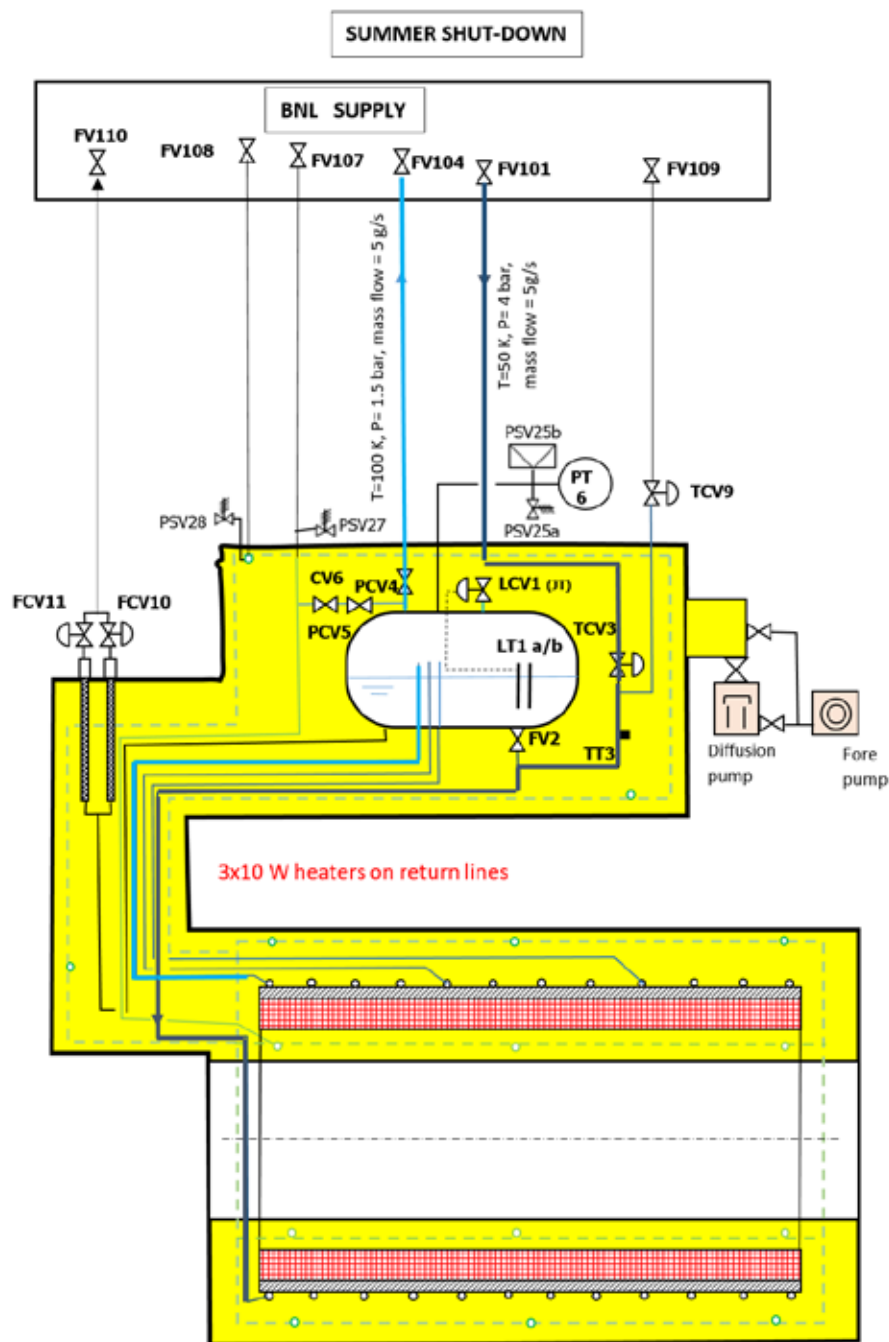 SUMMER SHUT-DOWN
BNL SUPPLY
FV110
FV108
FV107
FV104
FV101
FV109
T=100 K, P= 1.5 bar, mass flow = 5 g/s
T=50 K, P= 4 bar,
mass flow = 5g/s
PSV25b
PT
6
TCV9
PSV28
PSV27
PSV25a
CV6
PCV4
LCV1 (JT)
FCV11
FCV10
PCV5
TCV3
LT1 a/b
FV2
TT3
Diffusion
pump
Fore
pump
3x10 W heaters on return lines